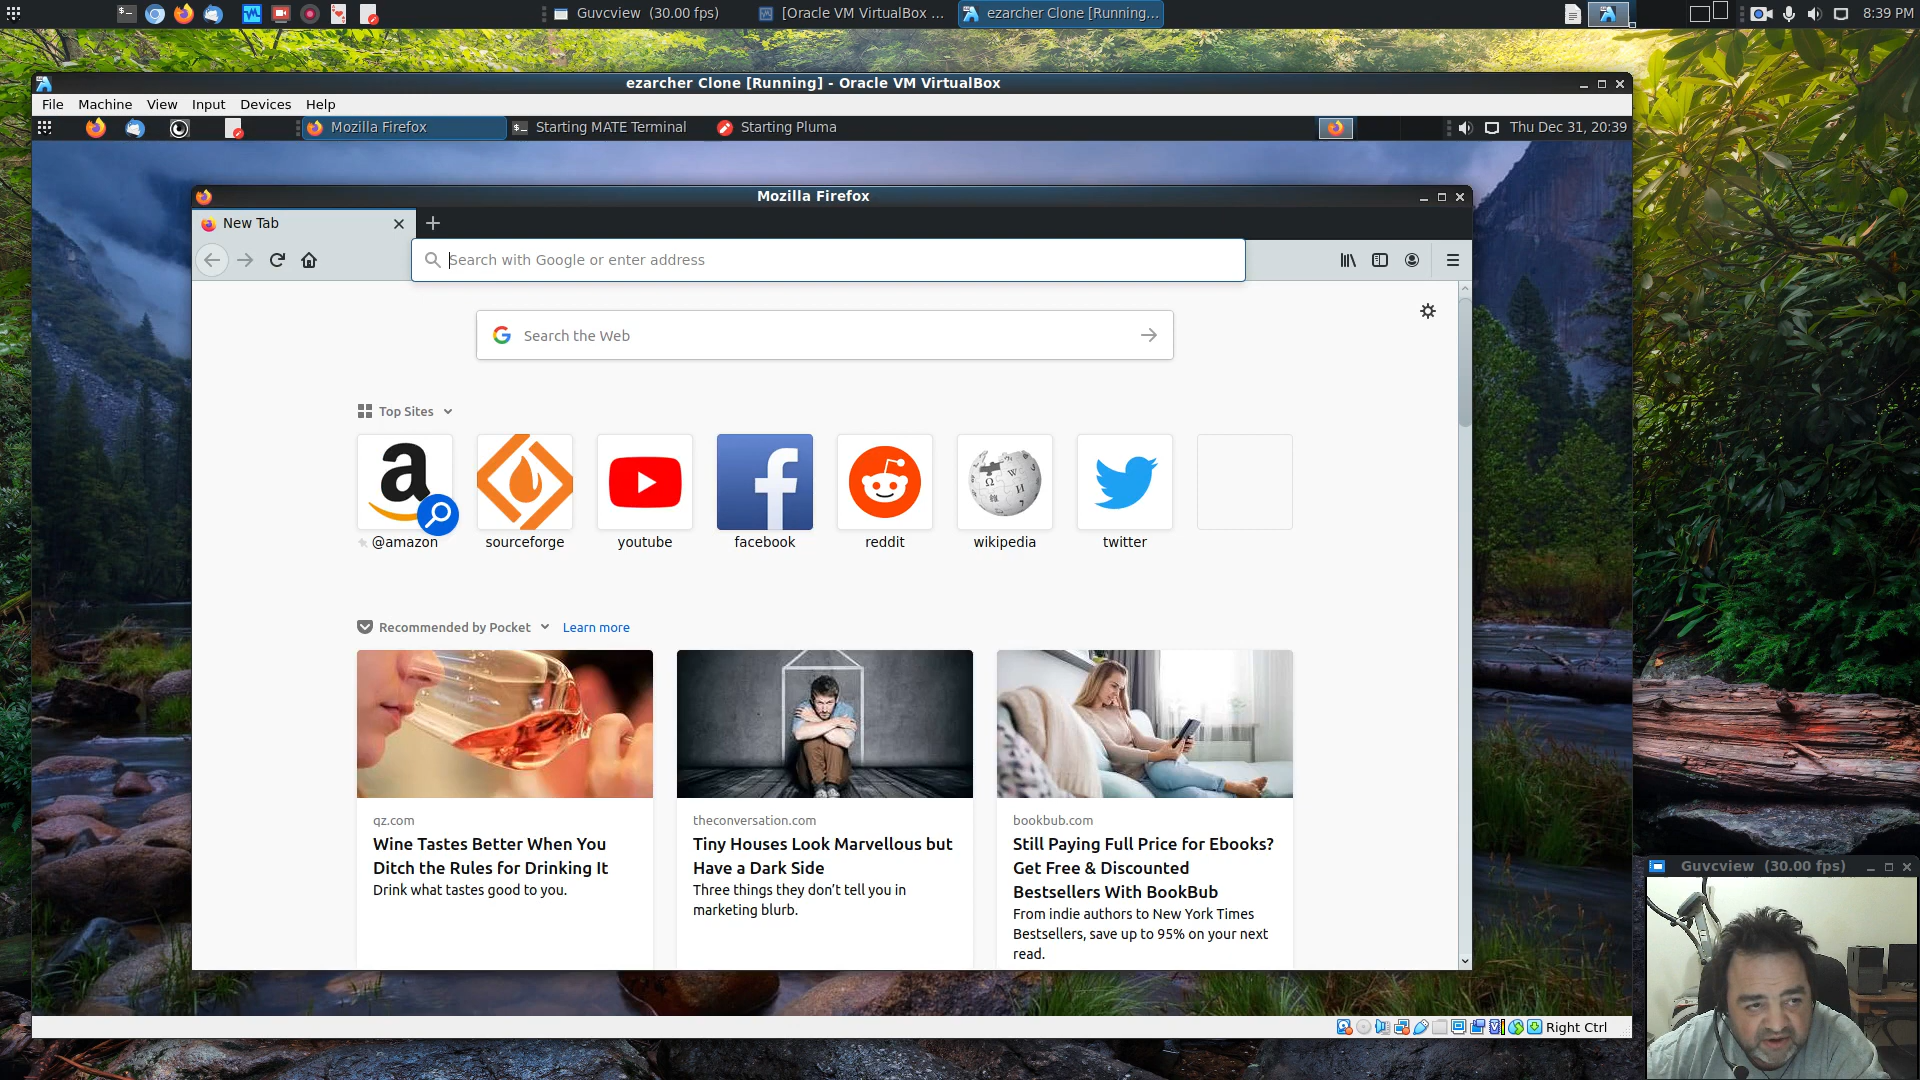 Guvcview (30.00 fps)
[Oracle VM VirtualBox ...
ezarcher Clone [Running...
8:39 PM
ezarcher Clone [Running] - Oracle VM VirtualBox
File Machine View Input Devices Help
Mozilla Firefox
Starting MATE Terminal
Starting Pluma
Thu Dec 31, 20:39
Mozilla Firefox
New Tab
Search with Google or enter address
Search the Web
Top Sites
@amazon
sourceforge
youtube
facebook
reddit
wikipedia
twitter
Recommended by Pocket
Learn more
qz.com
Wine Tastes Better When You
Ditch the Rules for Drinking It
Drink what tastes good to you.
theconversation.com
Tiny Houses Look Marvellous but
Have a Dark Side
Three things they don’t tell you in
marketing blurb.
bookbub.com
Still Paying Full Price for Ebooks?
Get Free & Discounted
Bestsellers With BookBub
From indie authors to New York Times
Bestsellers, save up to 95% on your next
read.
Guvcview (30.00 fps)
Right Ctrl